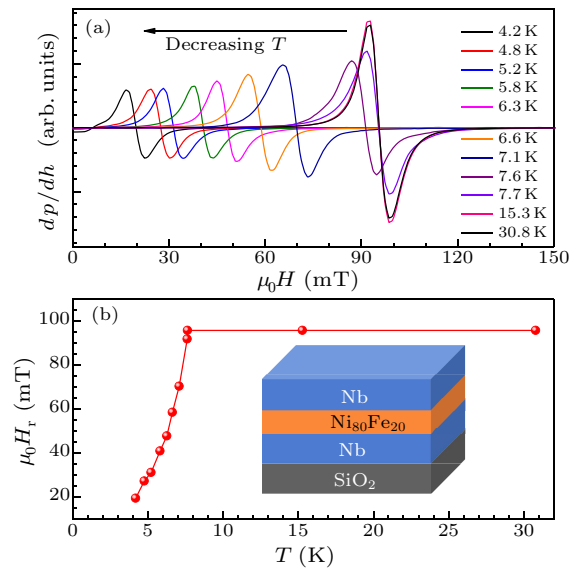 (a)
Decreasing T
4.2 K
4.8 K
5.2 K
5.8 K
6.3 K
6.6 K
7.1 K
7.6 K
7.7 K
15.3 K
30.8 K
dp/dh (arb. units)
0 30 60 90 120 150
μ₀H (mT)
(b)
100
80
60
40
20
μ₀Hᵣ (mT)
Nb
Ni₈₀Fe₂₀
Nb
SiO₂
0 5 10 15 20 25 30
T (K)